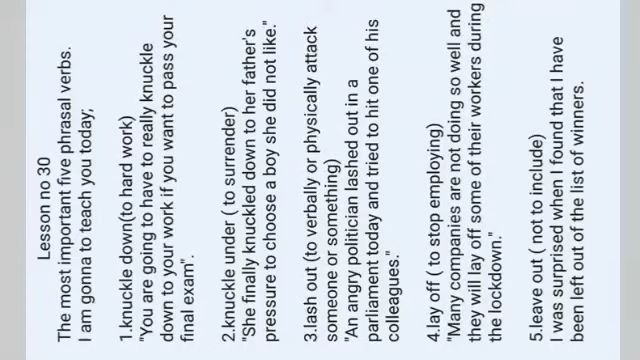 Lesson no 30
The most important five phrasal verbs.
I am gonna to teach you today;
1.knuckle down(to hard work)
"You are going to have to really knuckle
down to your work if you want to pass your
final exam".
2.knuckle under ( to surrender)
"She finally knuckled down to her father's
pressure to choose a boy she did not like."
3.lash out (to verbally or physically attack
someone or something)
"An angry politician lashed out in a
parliament today and tried to hit one of his
colleagues."
4.lay off ( to stop employing)
"Many companies are not doing so well and
they will lay off some of their workers during
the lockdown."
5.leave out ( not to include)
I was surprised when I found that I have
been left out of the list of winners.